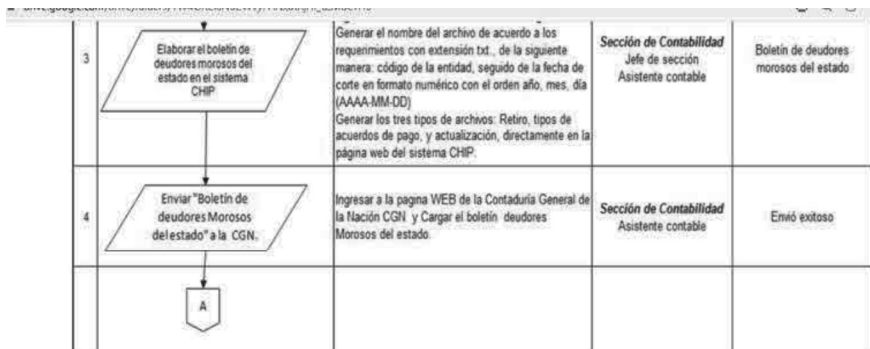 3
Elaborar el boletín de
deudores morosos del
estado en el sistema
CHIP
Generar el nombre del archivo de acuerdo a los
requerimientos con extensión txt., de la siguiente
manera: código de la entidad, seguido de la fecha de
corte en formato numérico con el orden año, mes, día
(AAAA-MM-DD)
Generar los tres tipos de archivos: Retiro, tipos de
acuerdos de pago, y actualización, directamente en la
página web del sistema CHIP.
Sección de Contabilidad
Jefe de sección
Asistente contable
Boletín de deudores
morosos del estado
4
Enviar "Boletín de
deudores Morosos
del estado" a la CGN.
Ingresar a la pagina WEB de la Contaduría General de
la Nación CGN y Cargar el boletín deudores
Morosos del estado.
Sección de Contabilidad
Asistente contable
Envió exitoso
A